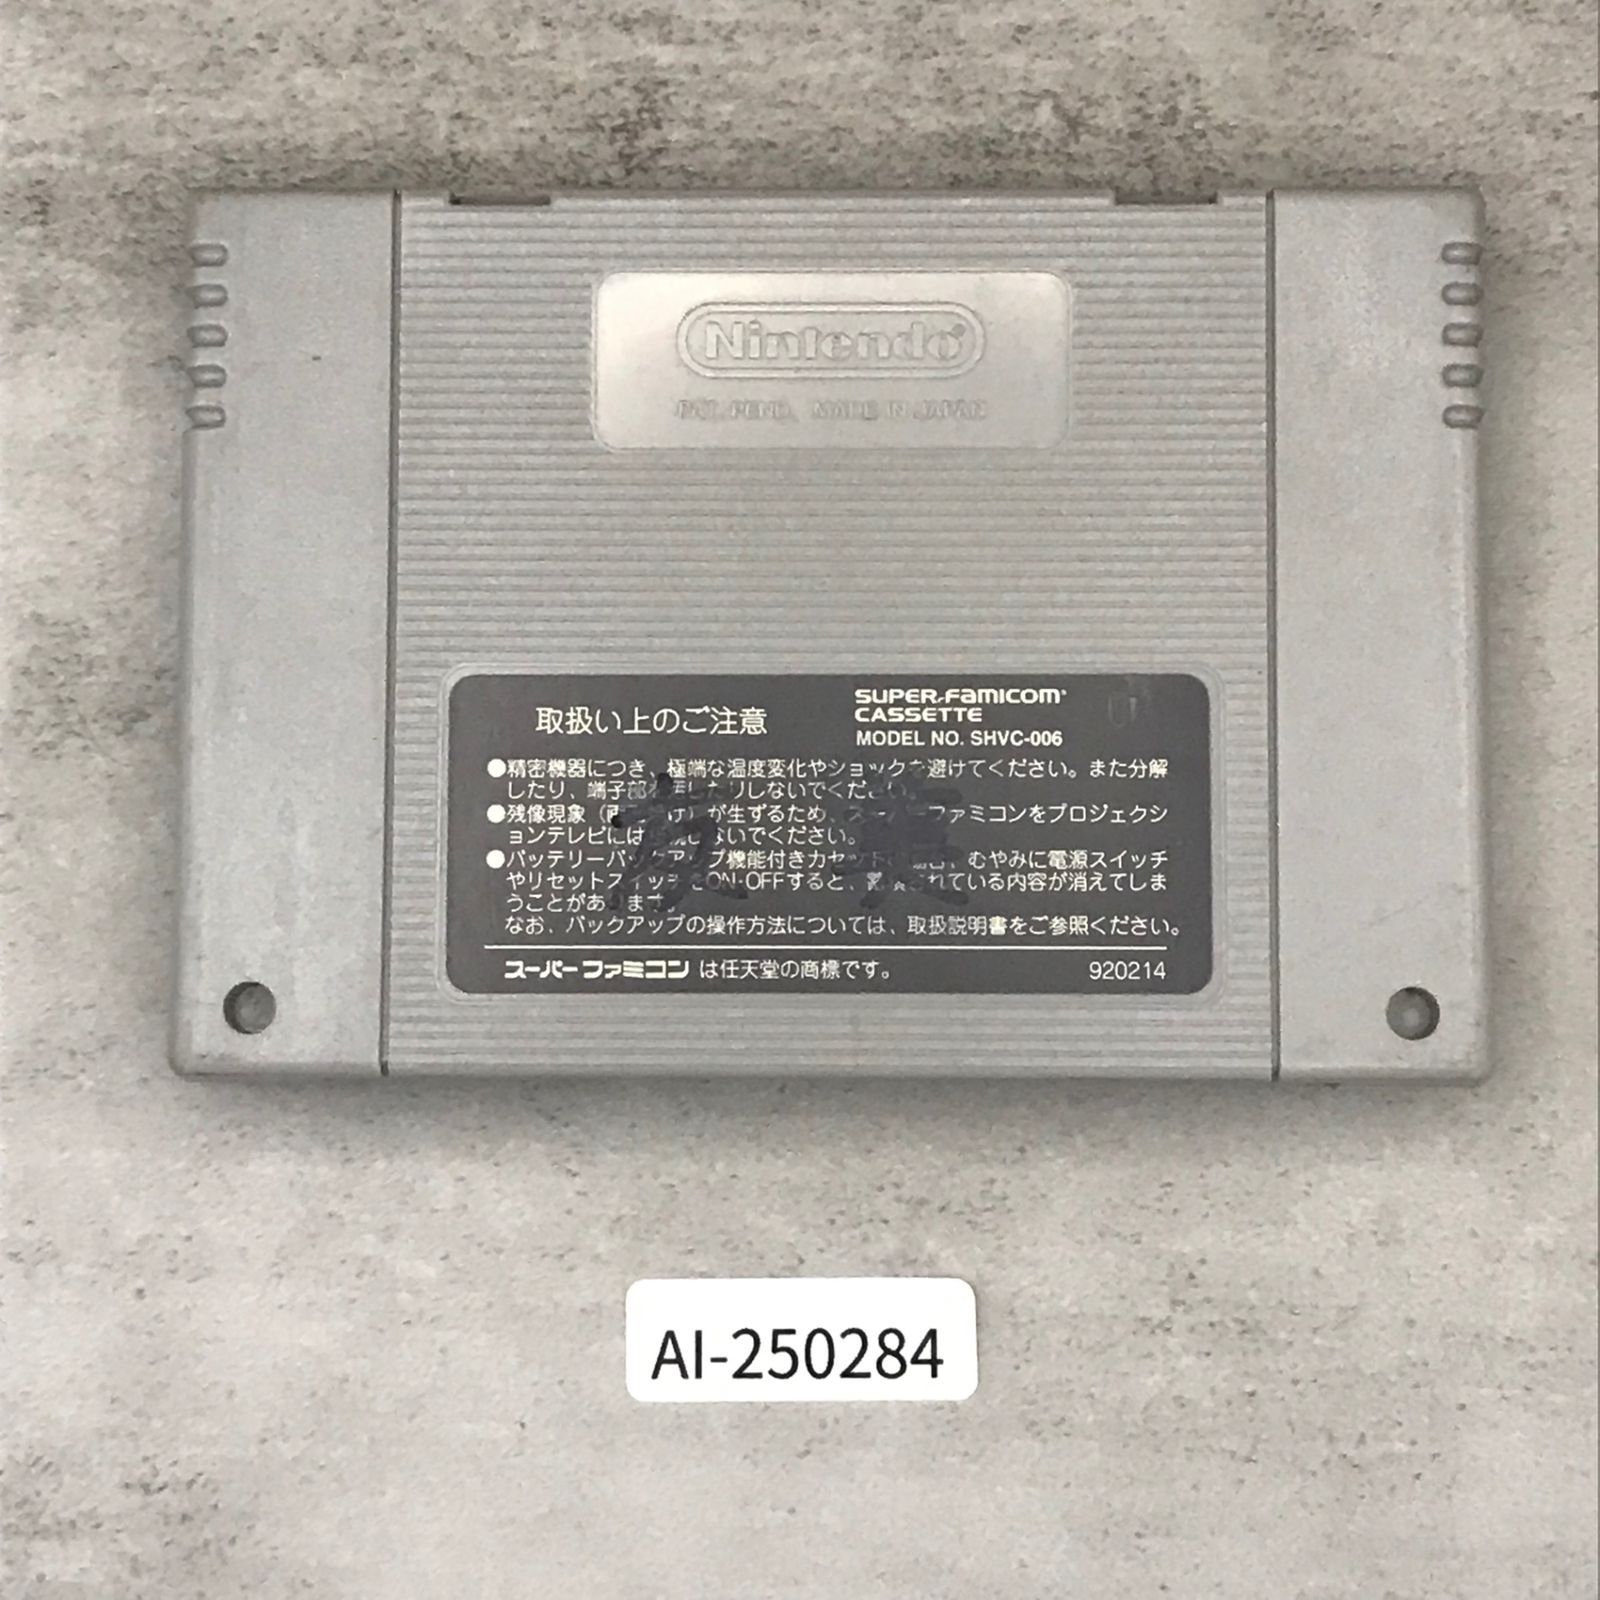 Nintendo®
PAT. PEND. MADE IN JAPAN
取扱い上のご注意
SUPER FAMICOM®
CASSETTE
MODEL NO. SHVC-006
●精密機器につき、極端な温度変化やショックを避けてください。また分解
したり、端子部を したりしないでください。
●残像現象（画 け）が生ずるため、スーパーファミコンをプロジェクシ
ョンテレビには しないでください。
●バッテリーバックアップ機能付きカセットの場合、むやみに電源スイッチ
やリセットスイッチをON・OFFすると、 されている内容が消えてしま
うことがあります。
なお、バックアップの操作方法については、取扱説明書をご参照ください。
スーパーファミコンは任天堂の商標です。
920214
AI-250284